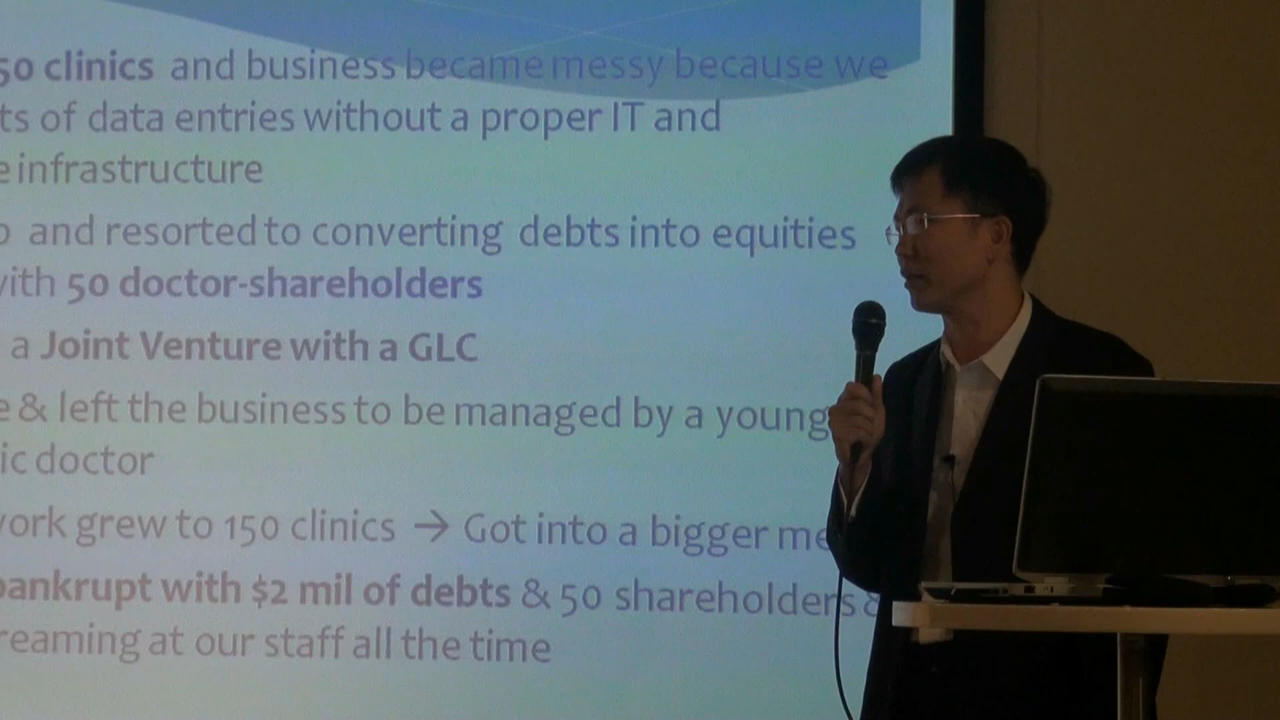 50 clinics and business became messy because we
ts of data entries without a proper IT and
e infrastructure
o and resorted to converting debts into equities
with 50 doctor-shareholders
a Joint Venture with a GLC
e & left the business to be managed by a young
ic doctor
work grew to 150 clinics → Got into a bigger me
bankrupt with $2 mil of debts & 50 shareholders &
reaming at our staff all the time